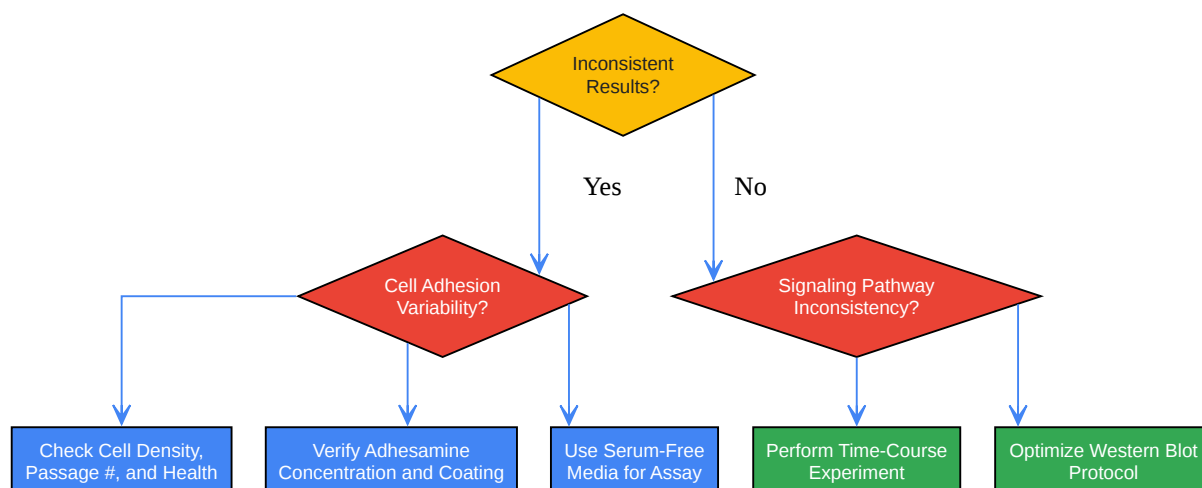 Inconsistent
Results?
Yes
No
Cell Adhesion
Variability?
Signaling Pathway
Inconsistency?
Check Cell Density,
Passage #, and Health
Verify Adhesamine
Concentration and Coating
Use Serum-Free
Media for Assay
Perform Time-Course
Experiment
Optimize Western Blot
Protocol